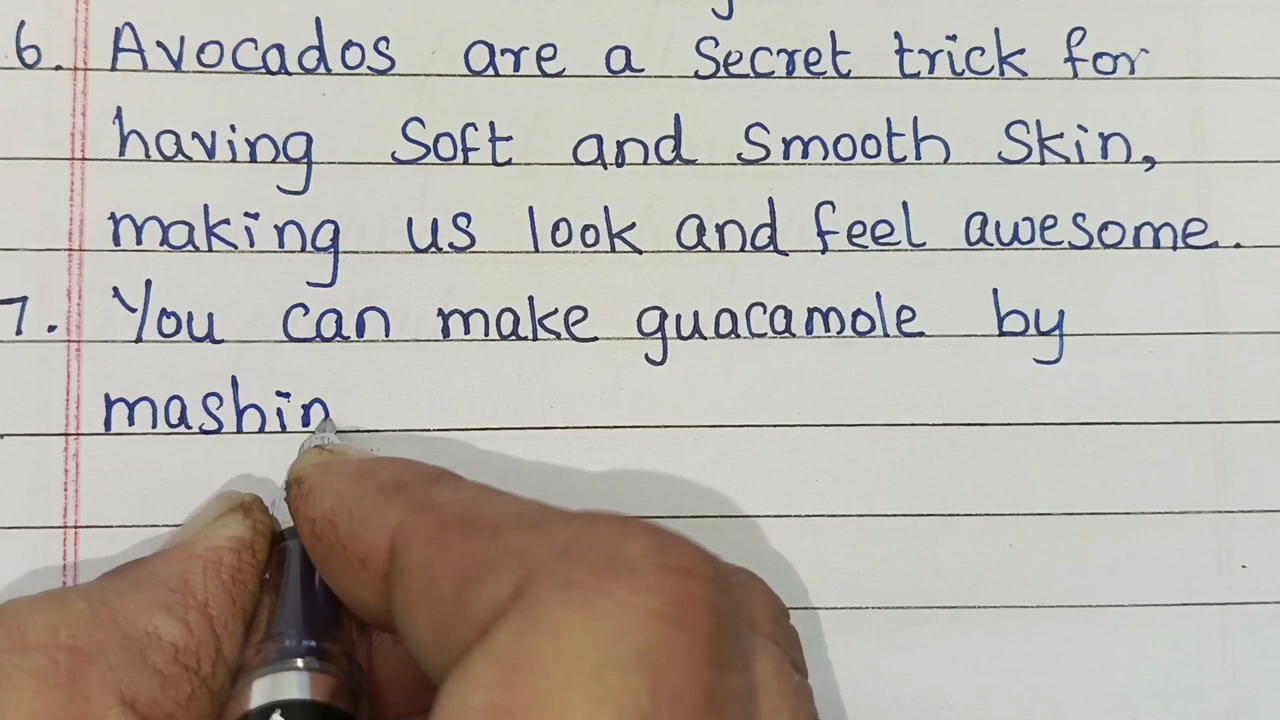 6. Avocados are a secret trick for
having soft and smooth skin,
making us look and feel awesome.
7. You can make guacamole by
mashin